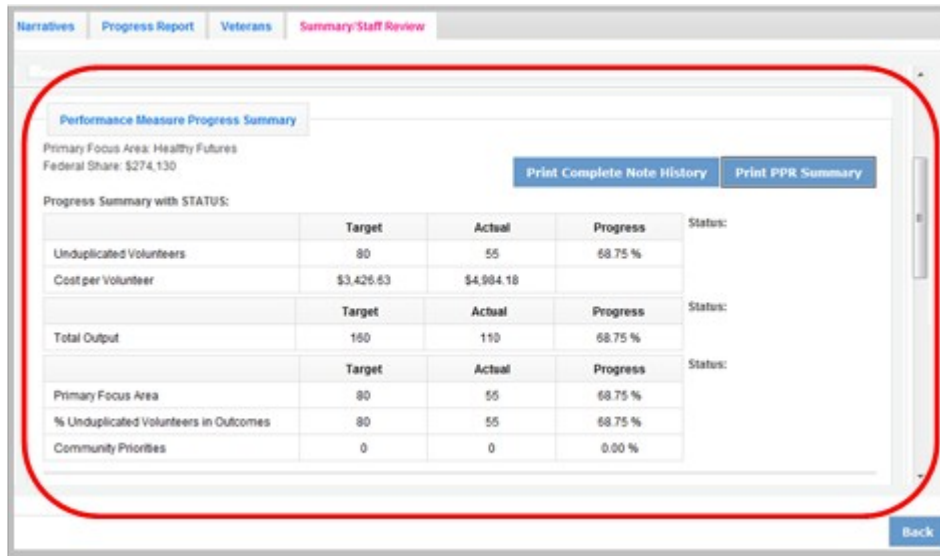 Narratives Progress Report Veterans Summary/Staff Review
Performance Measure Progress Summary
Primary Focus Area: Healthy Futures
Federal Share: $274,130
Print Complete Note History Print PPR Summary
Progress Summary with STATUS:
Target Actual Progress Status:
Unduplicated Volunteers 80 55 68.75 %
Cost per Volunteer $3,426.63 $4,984.18
Target Actual Progress Status:
Total Output 160 110 68.75 %
Target Actual Progress Status:
Primary Focus Area 80 55 68.75 %
% Unduplicated Volunteers in Outcomes 80 55 68.75 %
Community Priorities 0 0 0.00 %
Back